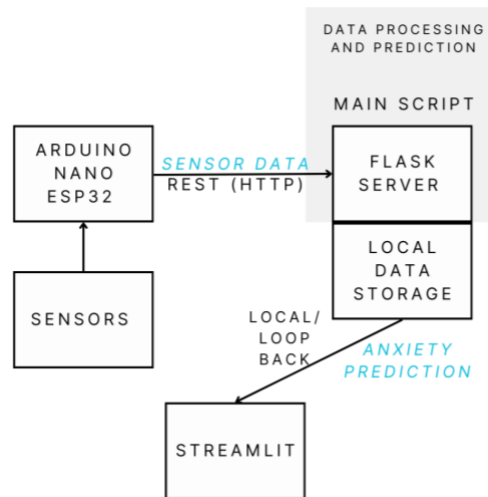 DATA PROCESSING
AND PREDICTION
MAIN SCRIPT
ARDUINO
NANO
ESP32
SENSOR DATA
REST (HTTP)
FLASK
SERVER
LOCAL
DATA
STORAGE
SENSORS
LOCAL/
LOOP
BACK
ANXIETY
PREDICTION
STREAMLIT